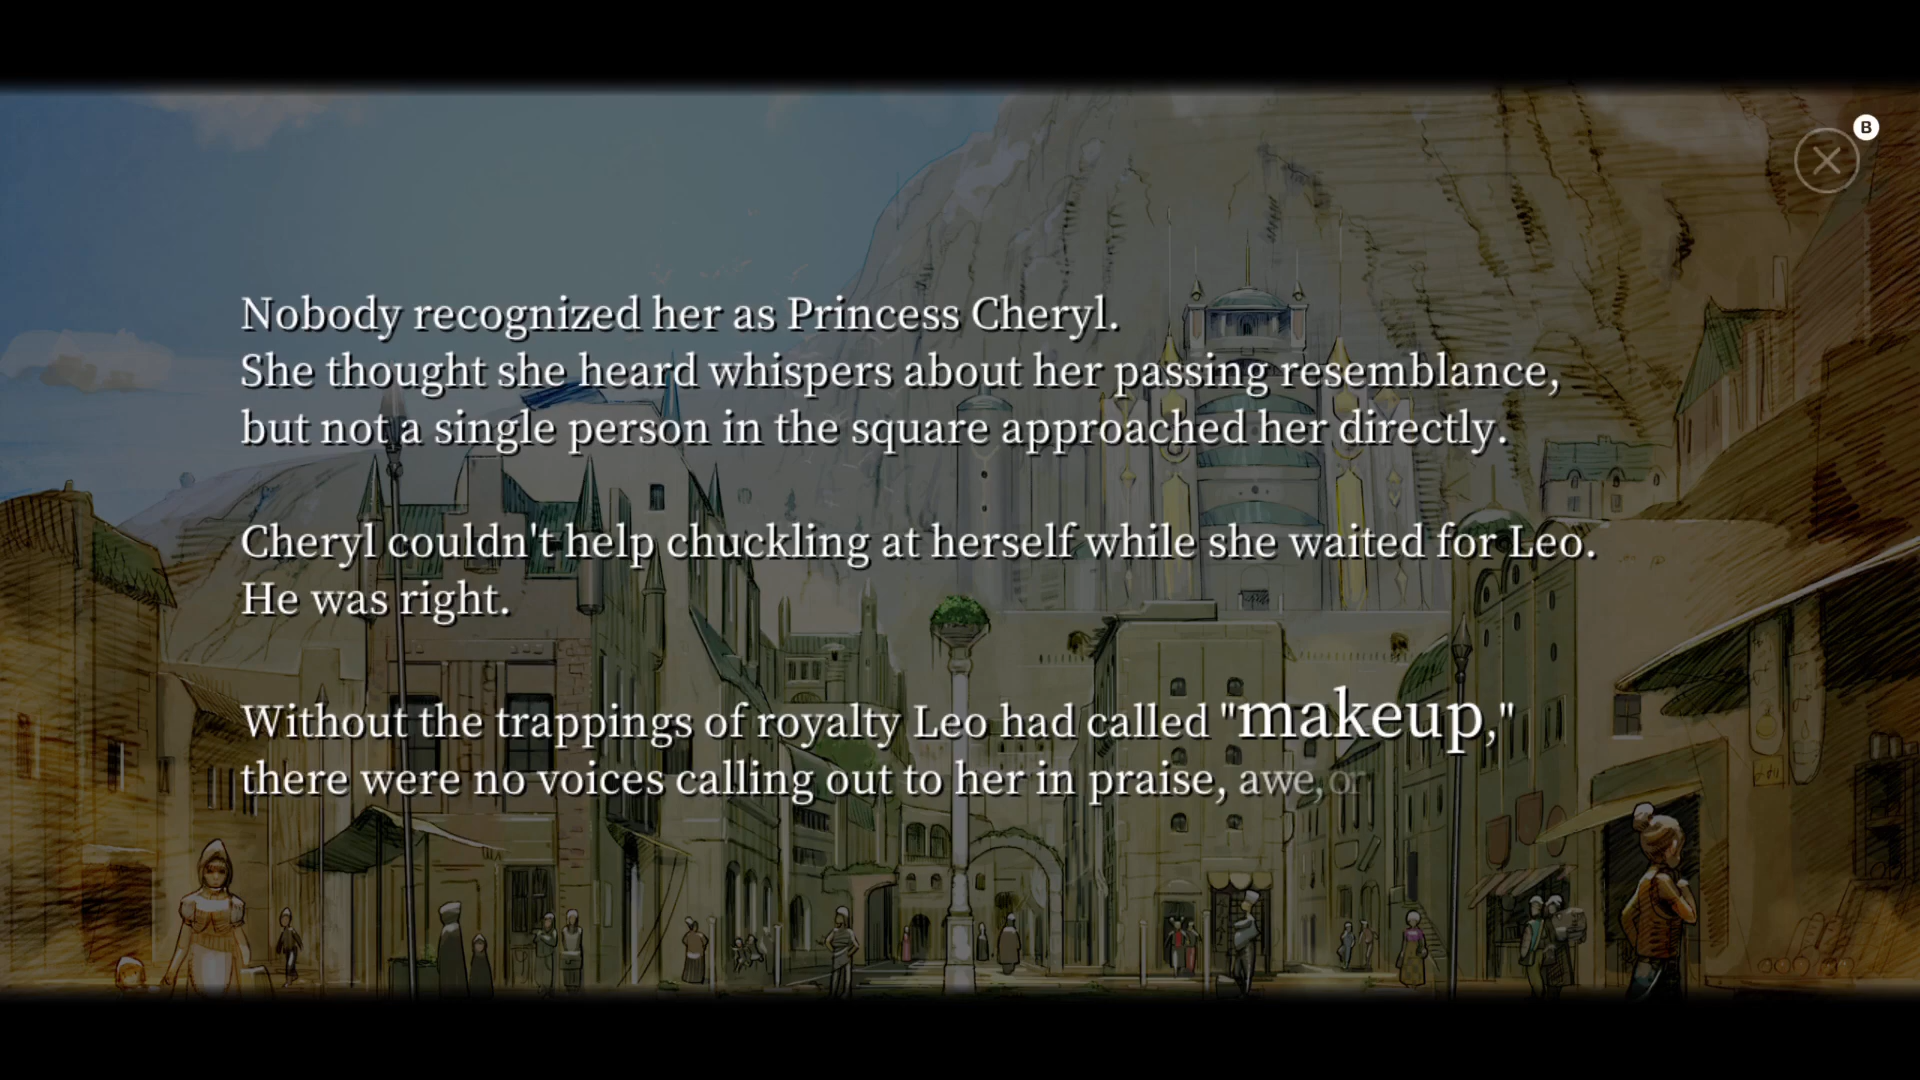 B
Nobody recognized her as Princess Cheryl.
She thought she heard whispers about her passing resemblance,
but not a single person in the square approached her directly.
Cheryl couldn't help chuckling at herself while she waited for Leo.
He was right.
Without the trappings of royalty Leo had called "makeup,"
there were no voices calling out to her in praise, awe, or